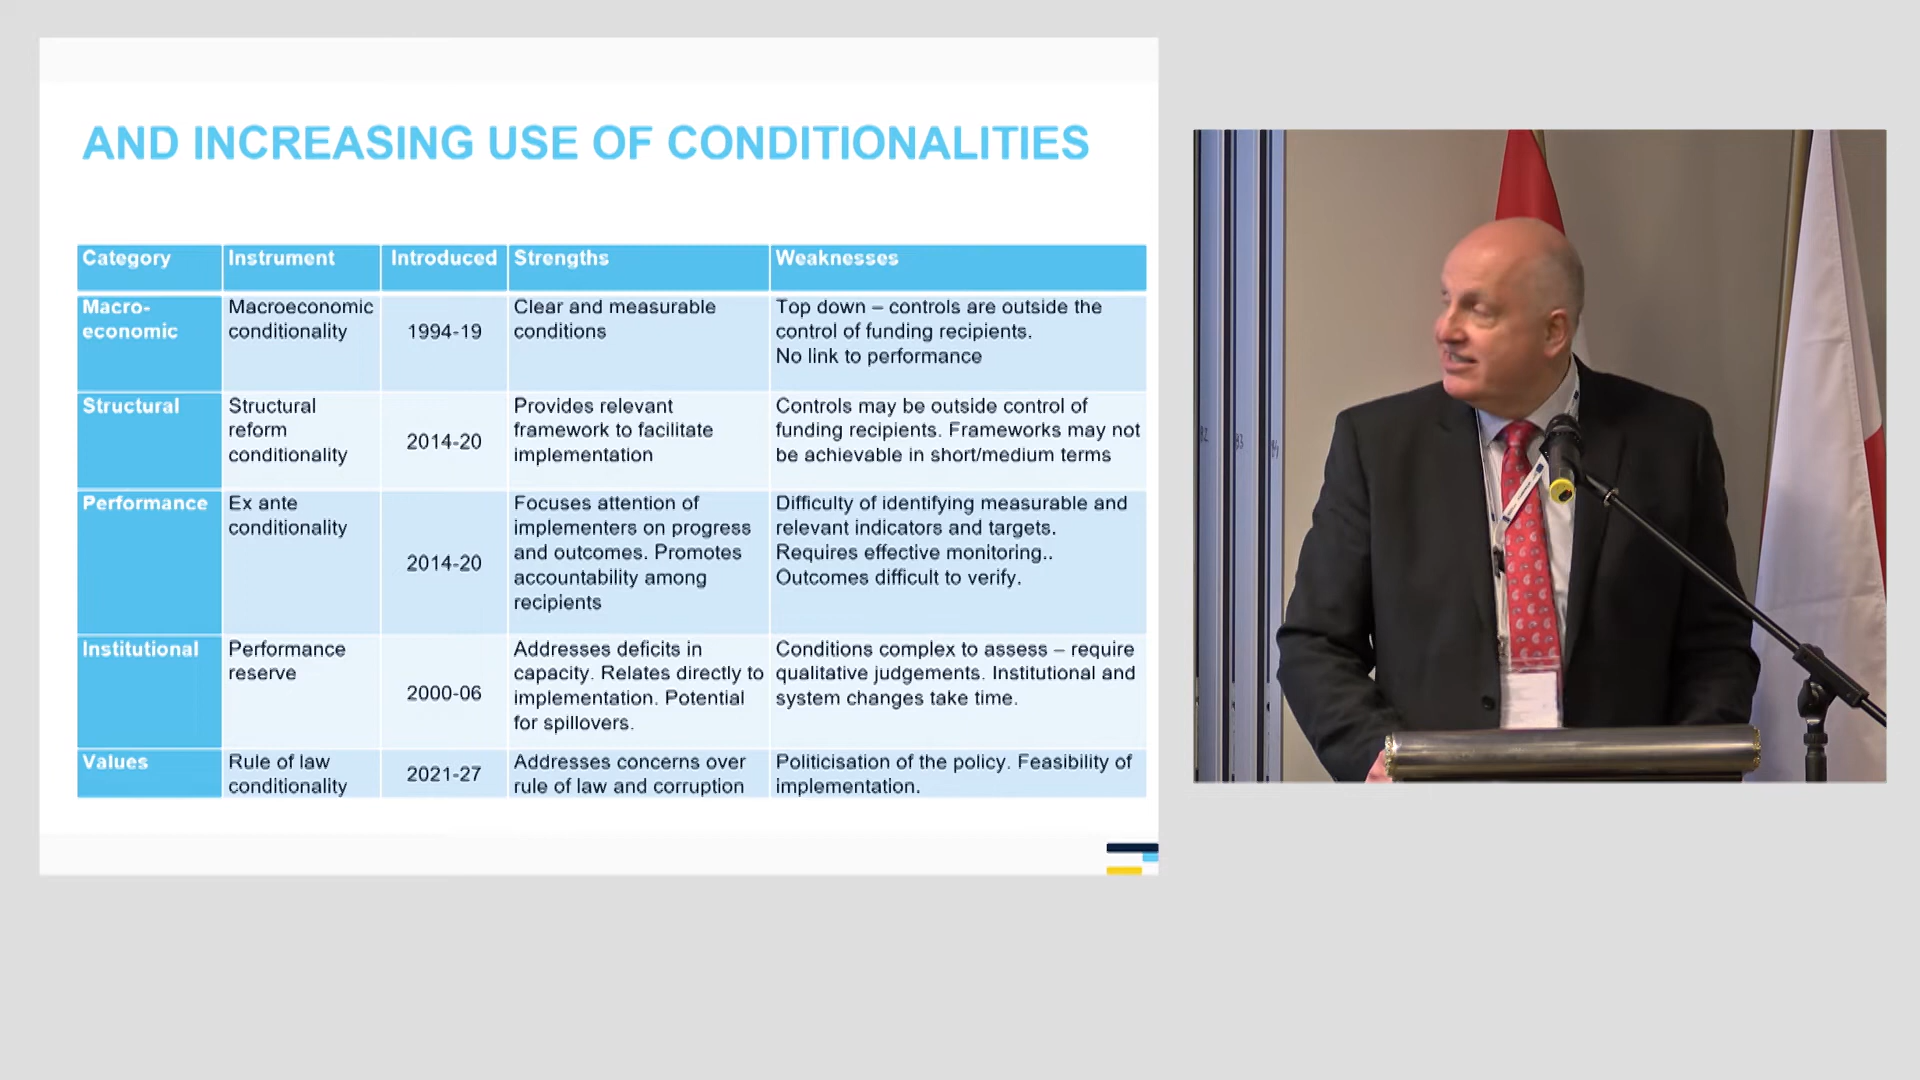 AND INCREASING USE OF CONDITIONALITIES
Category Instrument Introduced Strengths Weaknesses
Macro-
economic
Macroeconomic
conditionality
1994-19
Clear and measurable
conditions
Top down – controls are outside the
control of funding recipients.
No link to performance
Structural
Structural
reform
conditionality
2014-20
Provides relevant
framework to facilitate
implementation
Controls may be outside control of
funding recipients. Frameworks may not
be achievable in short/medium terms
Performance
Ex ante
conditionality
2014-20
Focuses attention of
implementers on progress
and outcomes. Promotes
accountability among
recipients
Difficulty of identifying measurable and
relevant indicators and targets.
Requires effective monitoring..
Outcomes difficult to verify.
Institutional
Performance
reserve
2000-06
Addresses deficits in
capacity. Relates directly to
implementation. Potential
for spillovers.
Conditions complex to assess – require
qualitative judgements. Institutional and
system changes take time.
Values
Rule of law
conditionality
2021-27
Addresses concerns over
rule of law and corruption
Politicisation of the policy. Feasibility of
implementation.